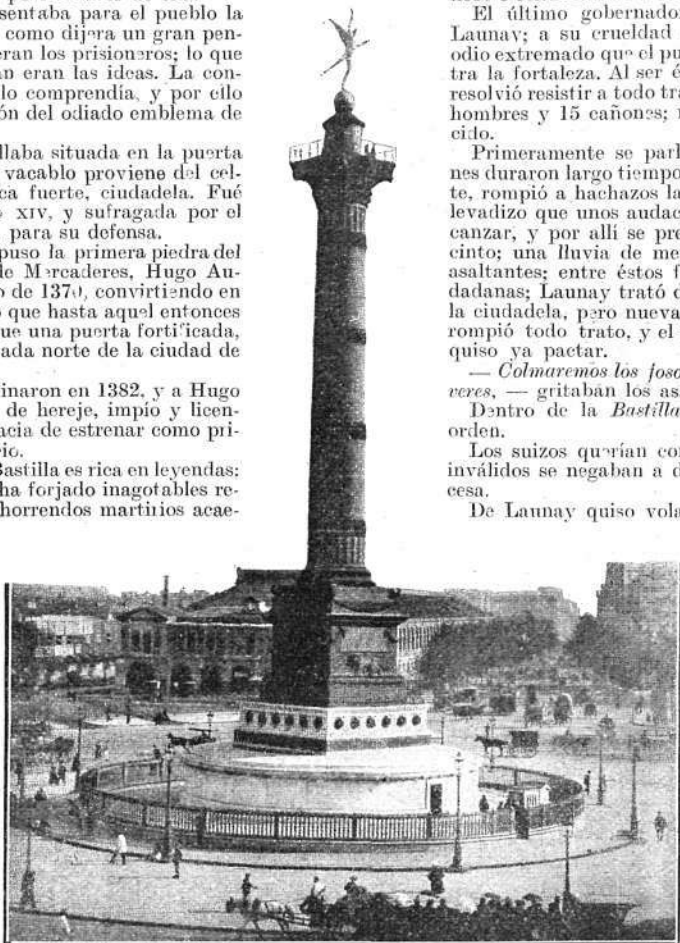 sentaba para el pueblo la
como dijera un gran pen-
eran los prisioneros; lo que
an eran las ideas. La con-
lo comprendía, y por ello
ón del odiado emblema de
llaba situada en la puerta
vacablo proviene del cel-
ca fuerte, ciudadela. Fué
XIV, y sufragada por el
para su defensa.
puso la primera piedra del
de Mercaderes, Hugo Au-
o de 1370, convirtiendo en
o que hasta aquel entonces
ue una puerta fortificada,
ada norte de la ciudad de
inaron en 1382, y a Hugo
de hereje, impío y licen-
acia de estrenar como pri-
io.
Bastilla es rica en leyendas:
ha forjado inagotables re-
horrendos martirios acae-
El último gobernador
Launay; a su crueldad
odio extremado que el pu
tra la fortaleza. Al ser é
resolvió resistir a todo tra
hombres y 15 cañones;
cido.
Primeramente se parl
nes duraron largo tiempo
te, rompió a hachazos la
levadizo que unos audac
canzar, y por allí se pre
cinto; una lluvia de me
asaltantes; entre éstos f
dadanas; Launay trató d
la ciudadela, pero nueva
rompió todo trato, y el
quiso ya pactar.
— Colmaremos los foso
veres, — gritaban los as
Dentro de la Bastilla
orden.
Los suizos querían con
inválidos se negaban a d
cesa.
De Launay quiso vola